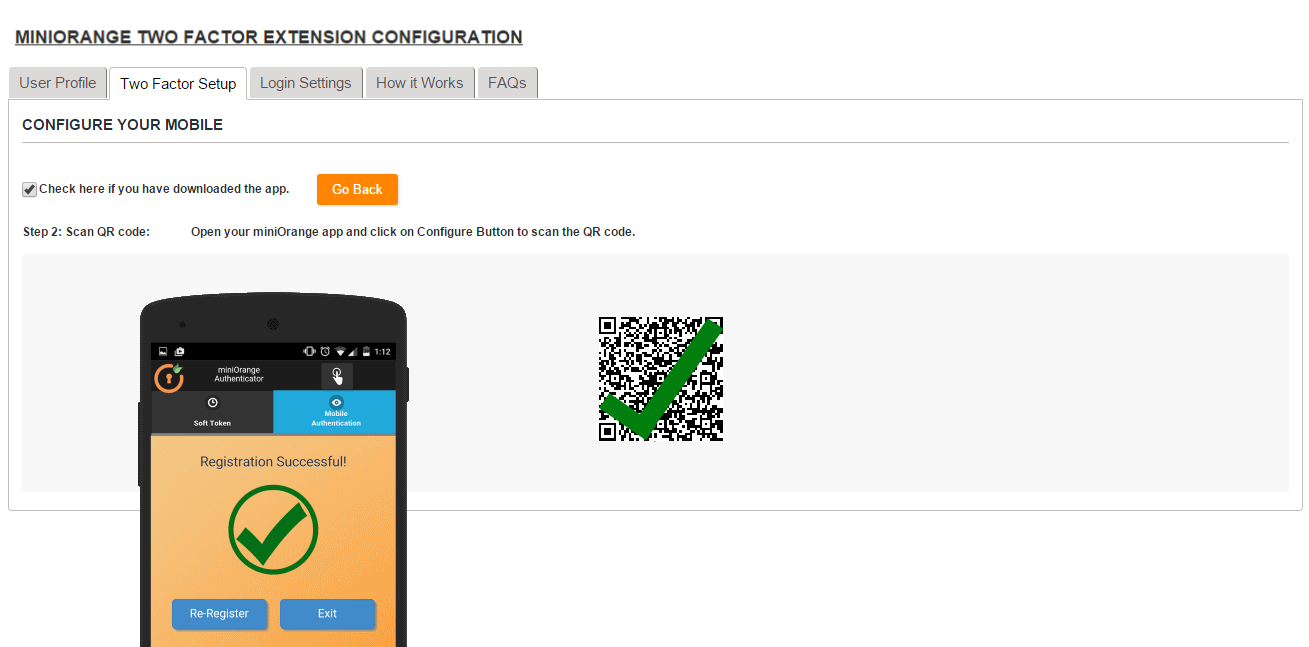 MINIORANGE TWO FACTOR EXTENSION CONFIGURATION
User Profile
Two Factor Setup
Login Settings
How it Works
FAQs
CONFIGURE YOUR MOBILE
Check here if you have downloaded the app.
Go Back
Step 2: Scan QR code:
Open your miniOrange app and click on Configure Button to scan the QR code.
1:12
miniOrange
Authenticator
Soft Token
Mobile
Authentication
Registration Successful!
Re-Register
Exit